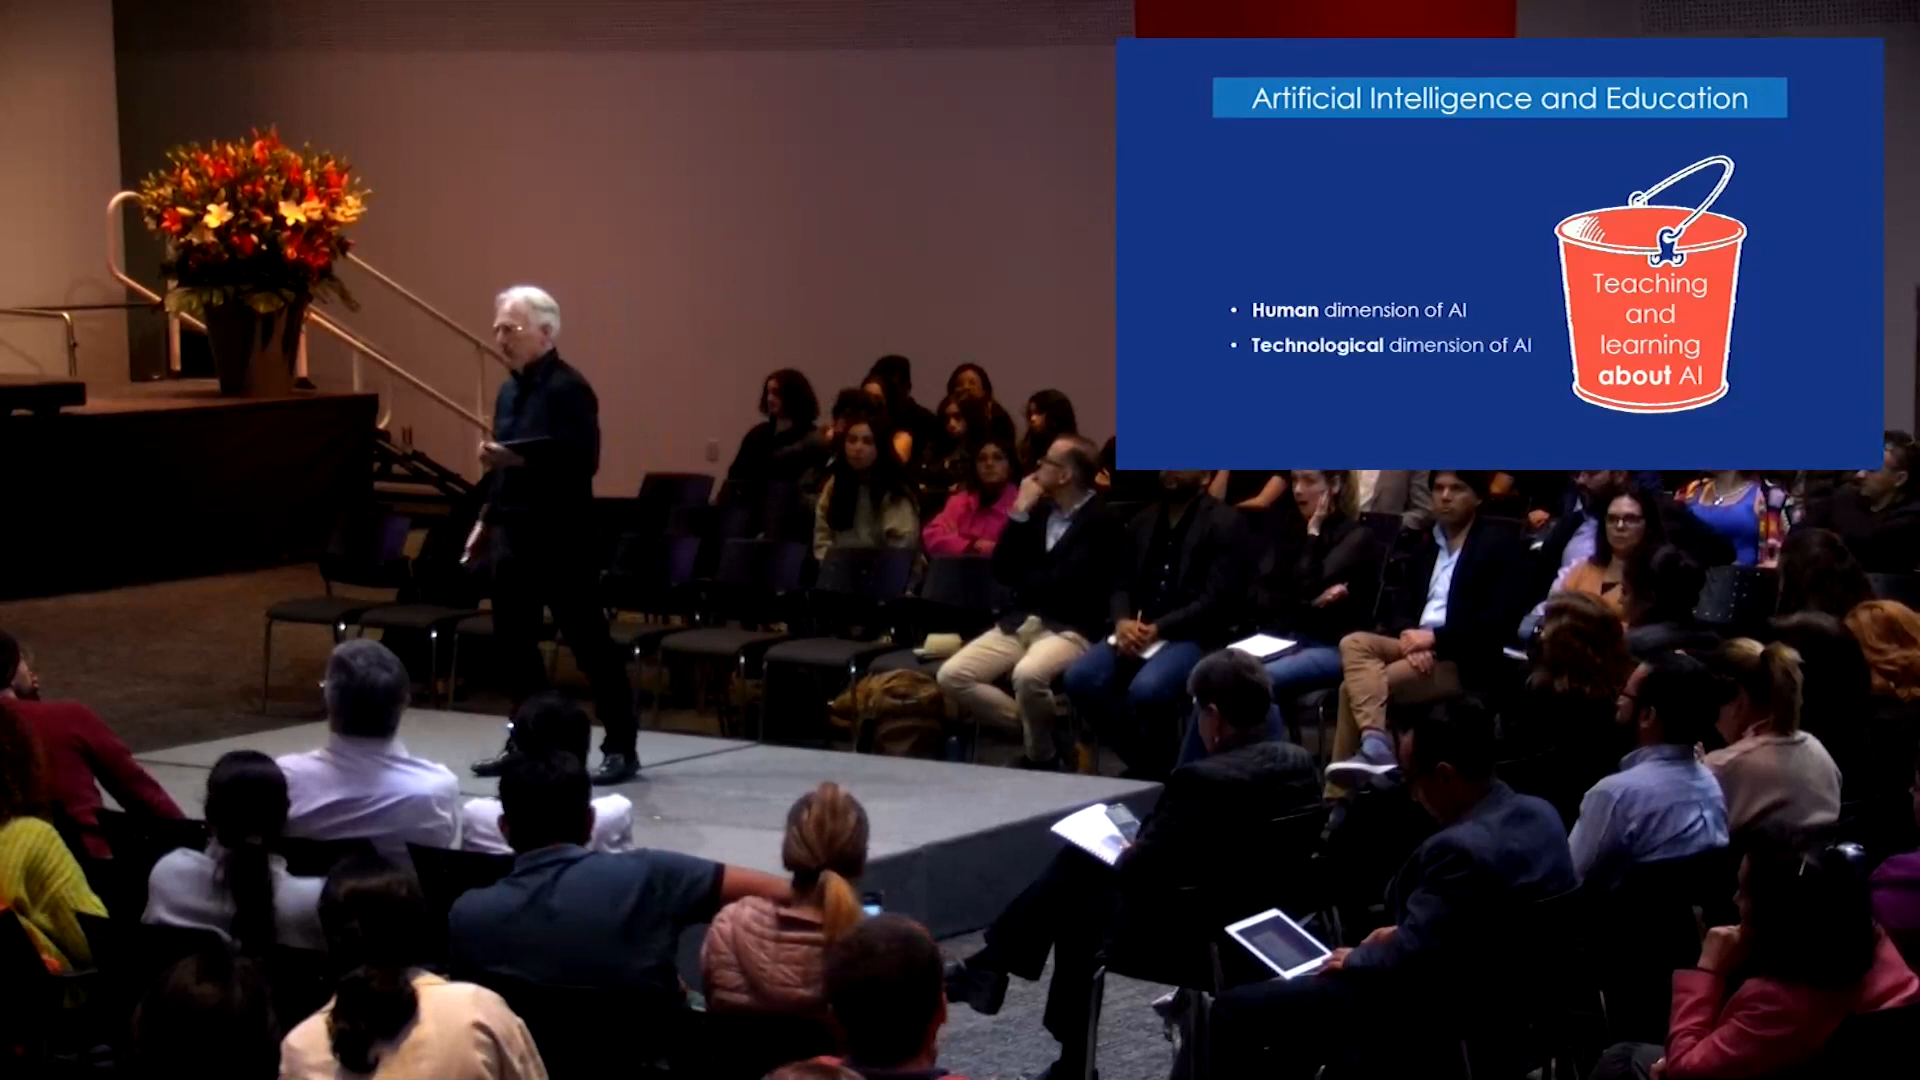 Artificial Intelligence and Education
• Human dimension of AI
• Technological dimension of AI
Teaching
and
learning
about AI